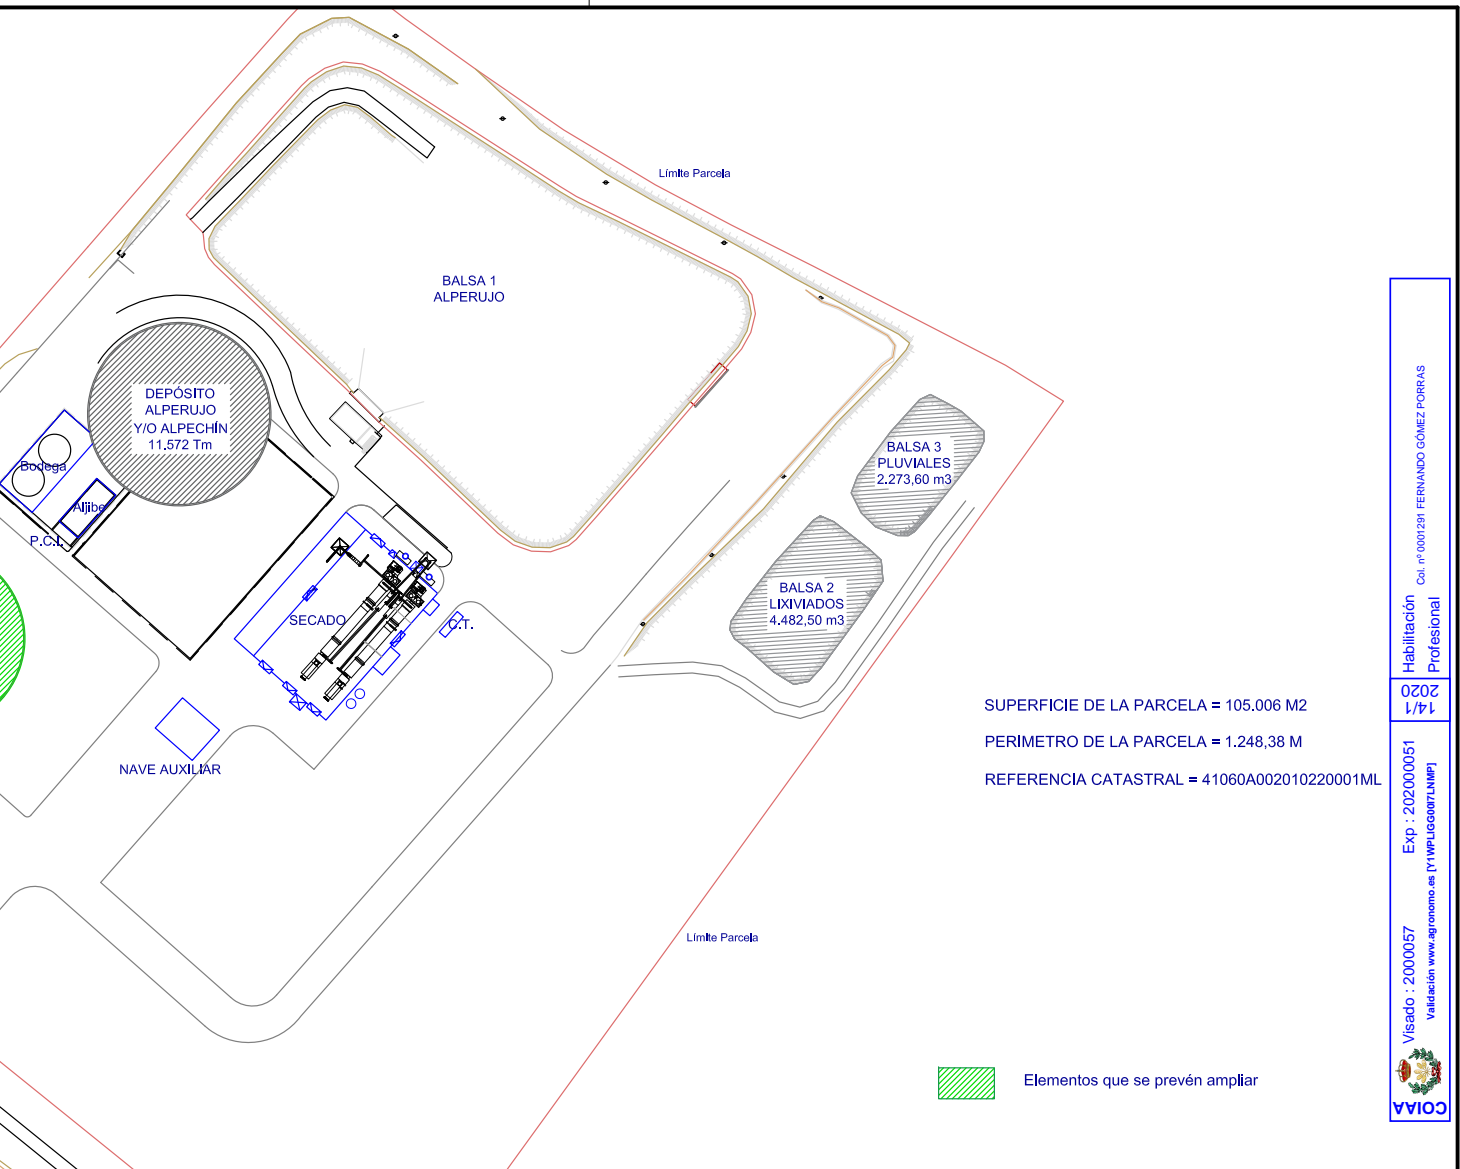 Límite Parcela
BALSA 1
ALPERUJO
DEPÓSITO
ALPERUJO
Y/O ALPECHÍN
11.572 Tm
Bodega
Aljibe
P.C.I.
BALSA 3
PLUVIALES
2.273,60 m3
BALSA 2
LIXIVIADOS
4.482,50 m3
SECADO
C.T.
NAVE AUXILIAR
SUPERFICIE DE LA PARCELA = 105.006 M2
PERIMETRO DE LA PARCELA = 1.248,38 M
REFERENCIA CATASTRAL = 41060A002010220001ML
Límite Parcela
Elementos que se prevén ampliar
Habilitación
Profesional
Col. nº 0001291 FERNANDO GÓMEZ PORRAS
14/1
2020
Visado : 2000057
Exp : 202000051
Validación www.agronomo.es [Y1WPLIGG00I7LNMP]
COIAA